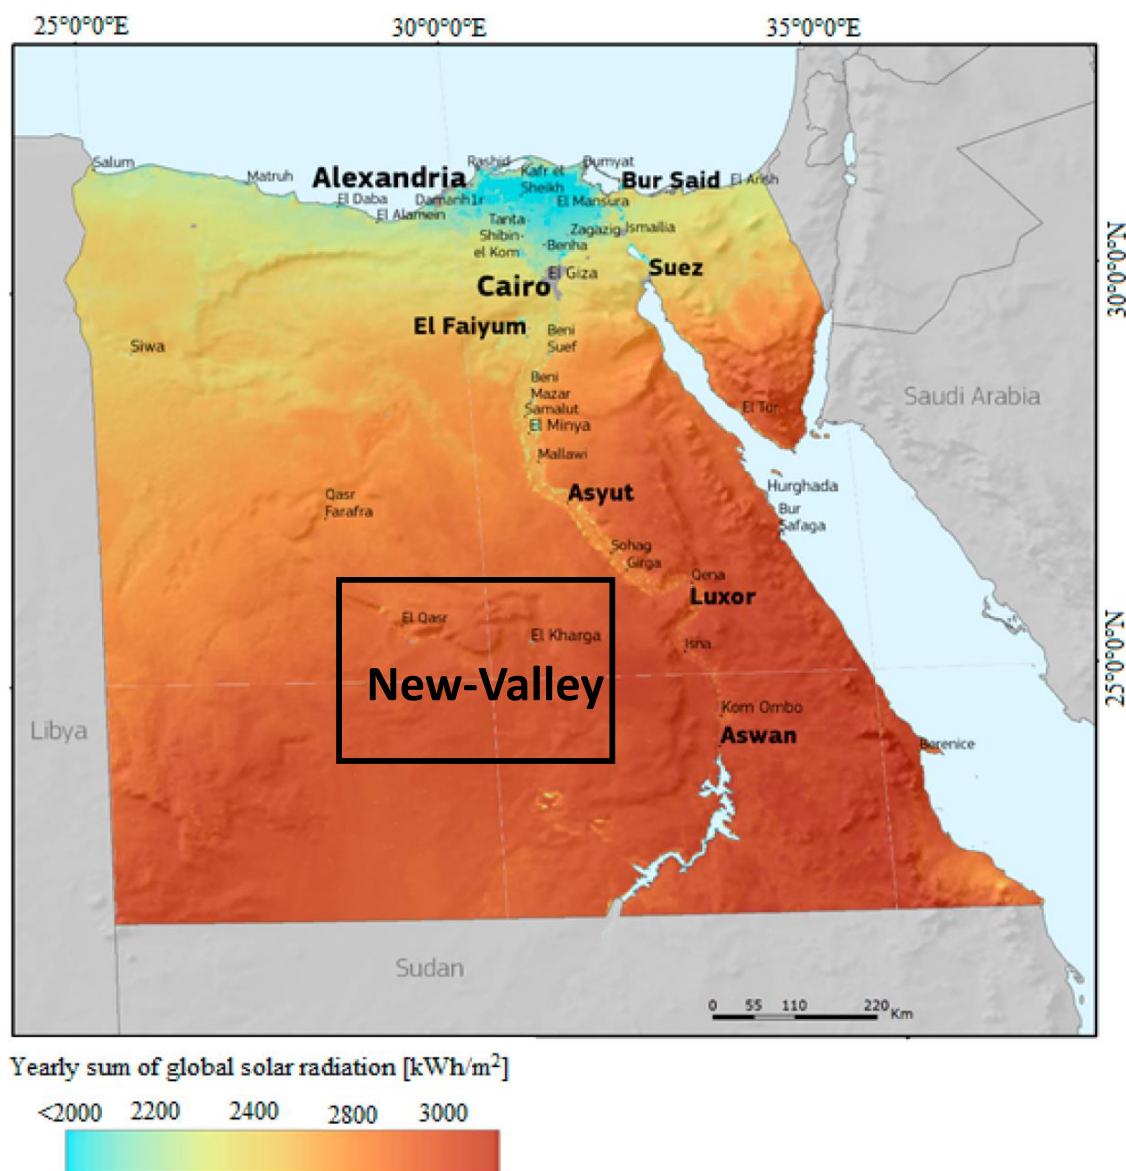 25°0'0"E 30°0'0"E 35°0'0"E
Salum
Matruh
Alexandria
Rashid
Kafr el
Sheikh
Dumyat
Bur Said
El Arish
El Daba
Damanh1r
El Mansura
El Alamein
Tanta
Zagazig
Ismailia
Shibin
el Kom
Benha
30°0'0"N
El Giza
Suez
Cairo
El Faiyum
Beni
Suef
Siwa
Beni
Mazar
Samalut
El Minya
El Tur
Saudi Arabia
Mallawi
Asyut
Hurghada
Qasr
Farafra
Bur
Safaga
Sohag
Girga
Qena
Luxor
El Qasr
El Kharga
Isna
25°0'0"N
New-Valley
Kom Ombo
Aswan
Libya
Berenice
Sudan
0 55 110 220 Km
Yearly sum of global solar radiation [kWh/m²]
<2000 2200 2400 2800 3000